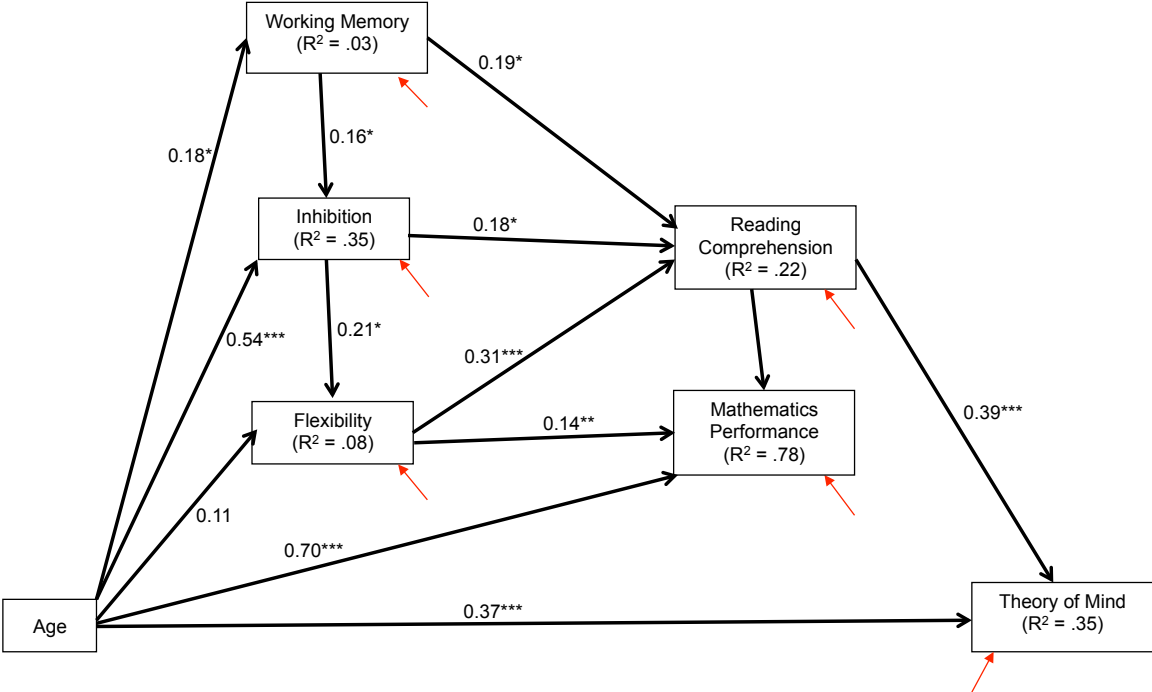 Working Memory
(R² = .03)
0.19*
0.16*
0.18*
Inhibition
(R² = .35)
0.18*
Reading
Comprehension
(R² = .22)
0.54***
0.21*
0.31***
Flexibility
(R² = .08)
0.14**
Mathematics
Performance
(R² = .78)
0.39***
0.11
0.70***
Age
0.37***
Theory of Mind
(R² = .35)